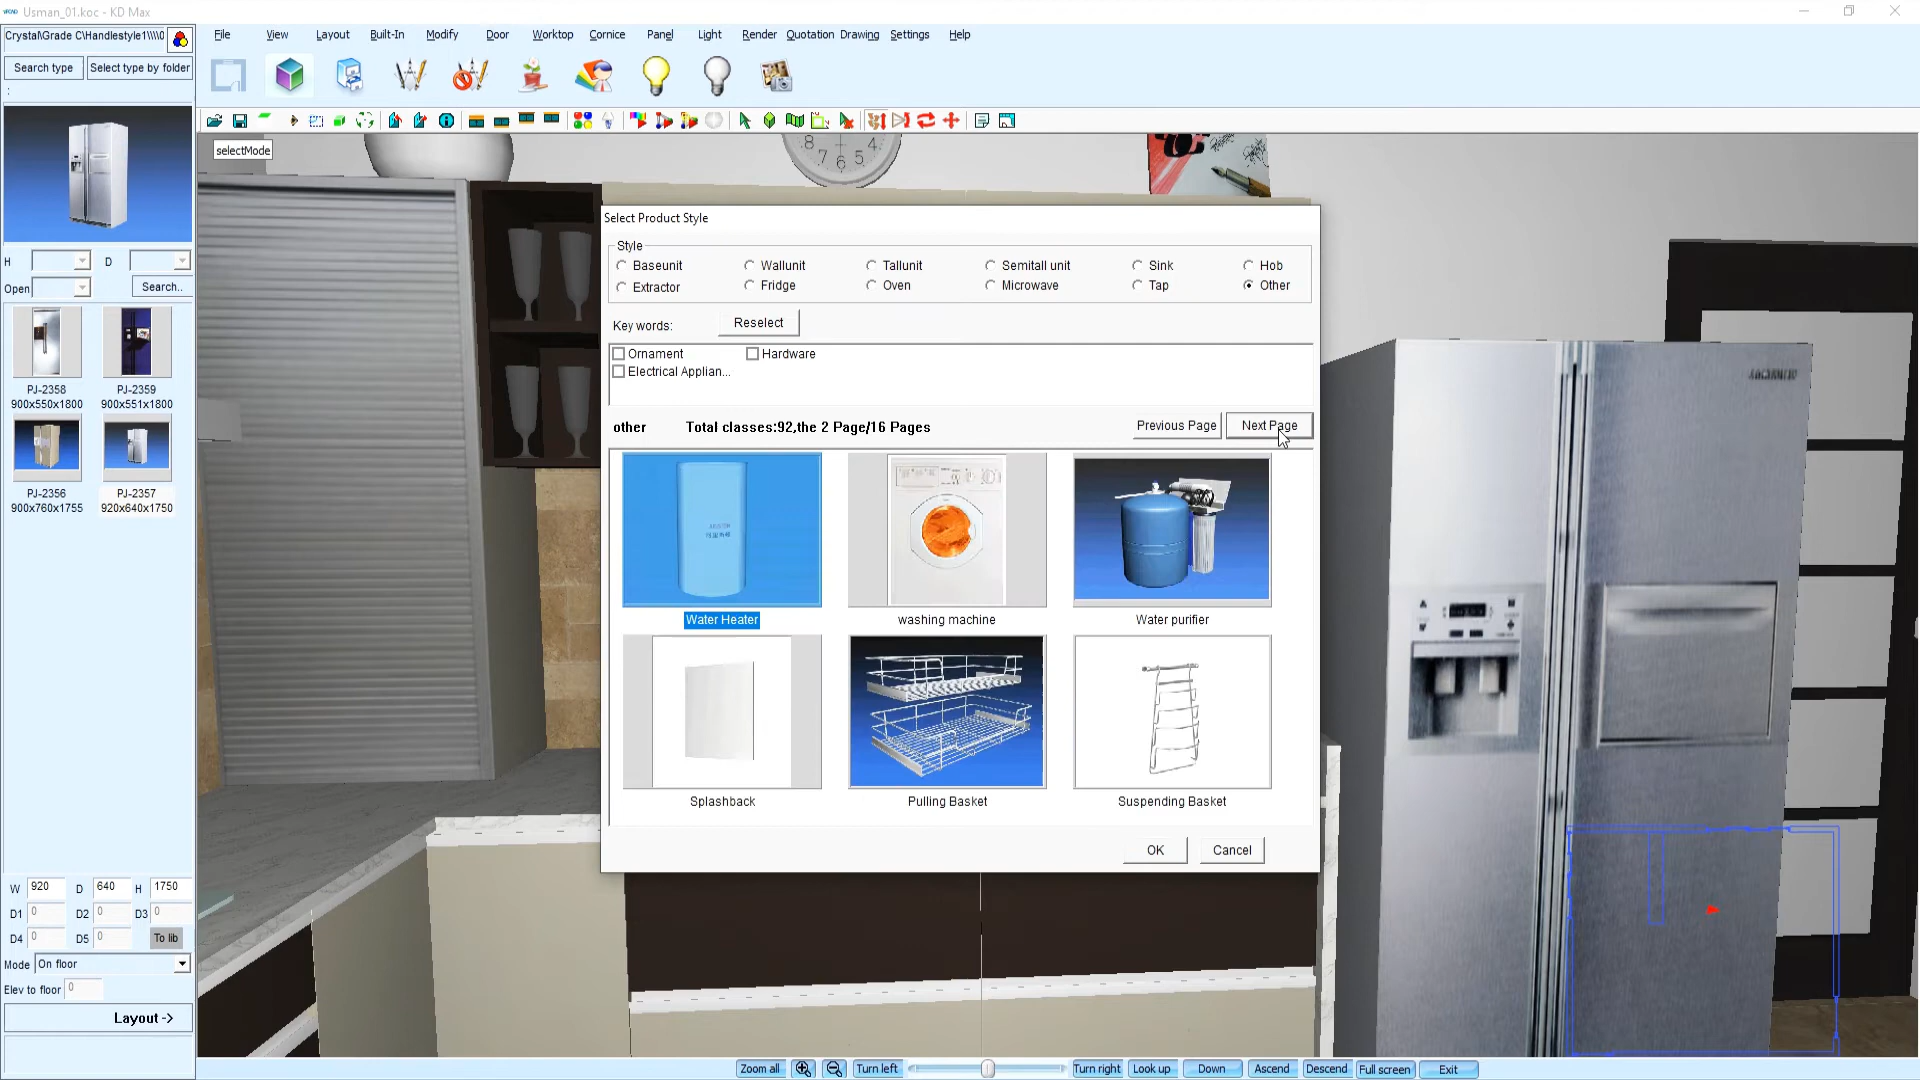 Usman_01.koc - KD Max
Crystal\Grade C\Handlestyle1\\\\0
File View Layout Built-In Modify Door Worktop Cornice Panel Light Render Quotation Drawing Settings Help
Search type Select type by folder
:
selectMode
H D
Open Search..
PJ-2358 PJ-2359
900x550x1800 900x551x1800
PJ-2356 PJ-2357
900x760x1755 920x640x1750
W 920 D 640 H 1750
D1 0 D2 0 D3 0
D4 0 D5 0 To lib
Mode On floor
Elev to floor 0
Layout ->
8 7 6 5 4
Select Product Style
Style
Baseunit Wallunit Tallunit Semitall unit Sink Hob
Extractor Fridge Oven Microwave Tap Other
Key words: Reselect
Ornament Hardware
Electrical Applian...
other Total classes:92,the 2 Page/16 Pages Previous Page Next Page
Water Heater washing machine Water purifier
Splashback Pulling Basket Suspending Basket
OK Cancel
Zoom all Turn left Turn right Look up Down Ascend Descend Full screen Exit